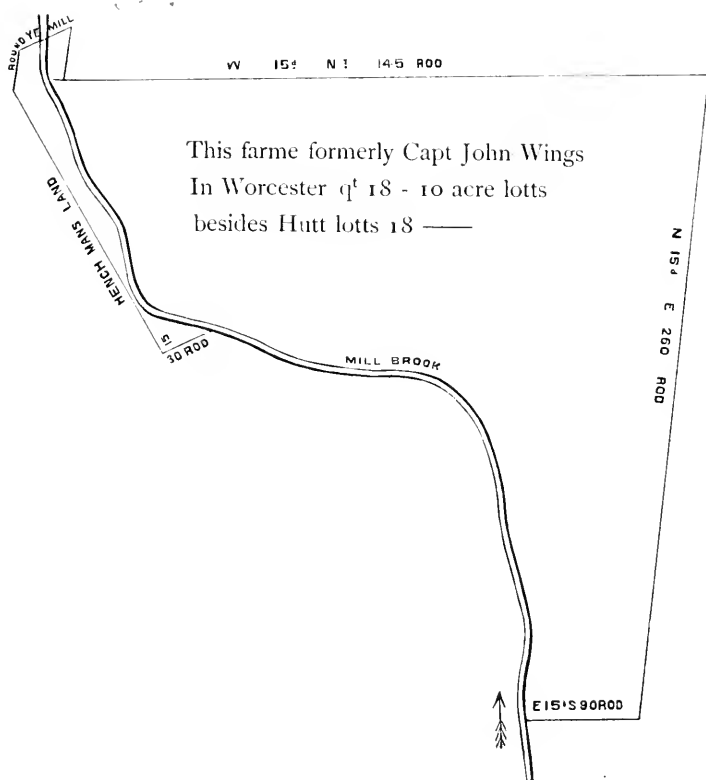 ROUND YE MILL
W 15d N! 145 ROD
This farme formerly Capt John Wings
In Worcester qt 18 - 10 acre lotts
besides Hutt lotts 18 ——
HENCH MANS LAND
N 15d E 260 ROD
15
30 ROD
MILL BROOK
E 15d S 90 ROD